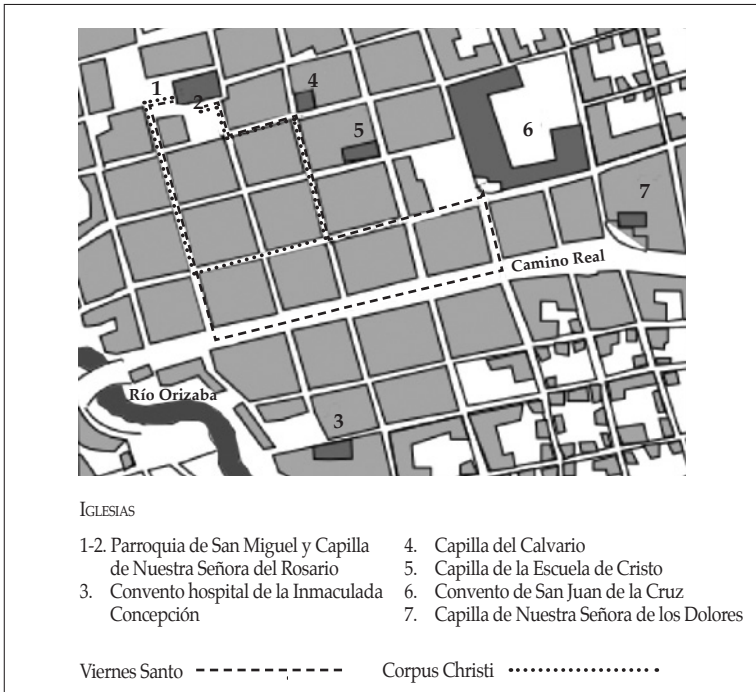 1
2
4
5
6
7
Camino Real
Río Orizaba
3
IGLESIAS
1-2. Parroquia de San Miguel y Capilla
de Nuestra Señora del Rosario
3. Convento hospital de la Inmaculada
Concepción
4. Capilla del Calvario
5. Capilla de la Escuela de Cristo
6. Convento de San Juan de la Cruz
7. Capilla de Nuestra Señora de los Dolores
Viernes Santo
Corpus Christi